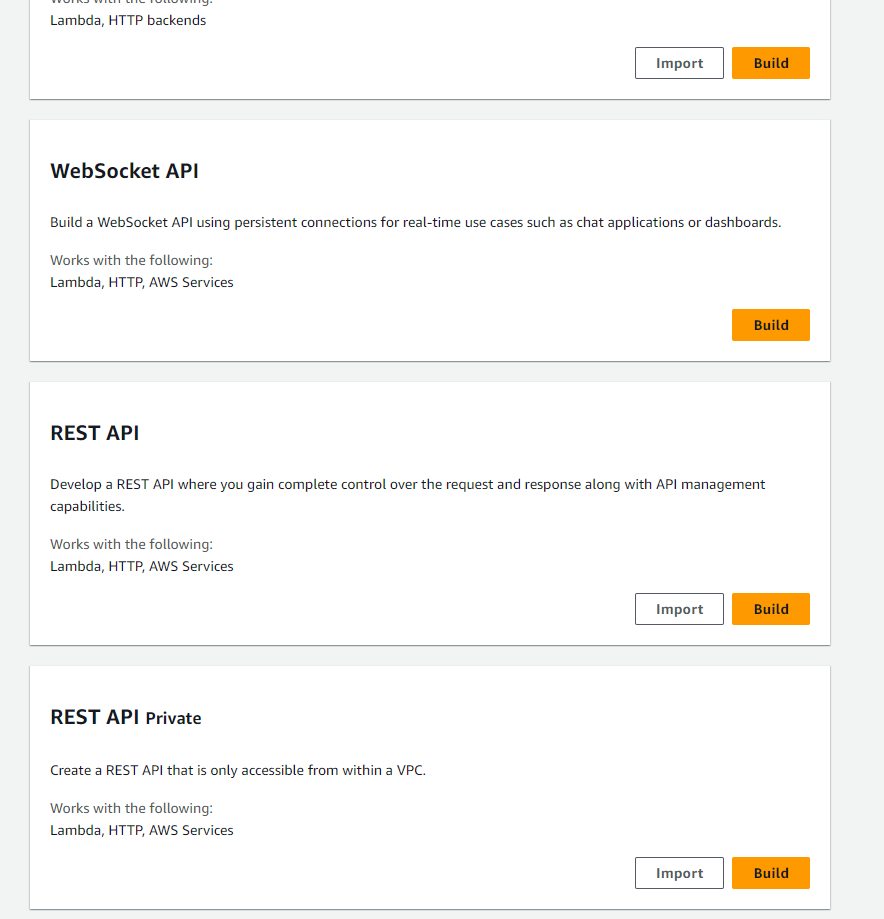 Works with the following:
Lambda, HTTP backends
Import
Build
WebSocket API
Build a WebSocket API using persistent connections for real-time use cases such as chat applications or dashboards.
Works with the following:
Lambda, HTTP, AWS Services
Build
REST API
Develop a REST API where you gain complete control over the request and response along with API management
capabilities.
Works with the following:
Lambda, HTTP, AWS Services
Import
Build
REST API Private
Create a REST API that is only accessible from within a VPC.
Works with the following:
Lambda, HTTP, AWS Services
Import
Build